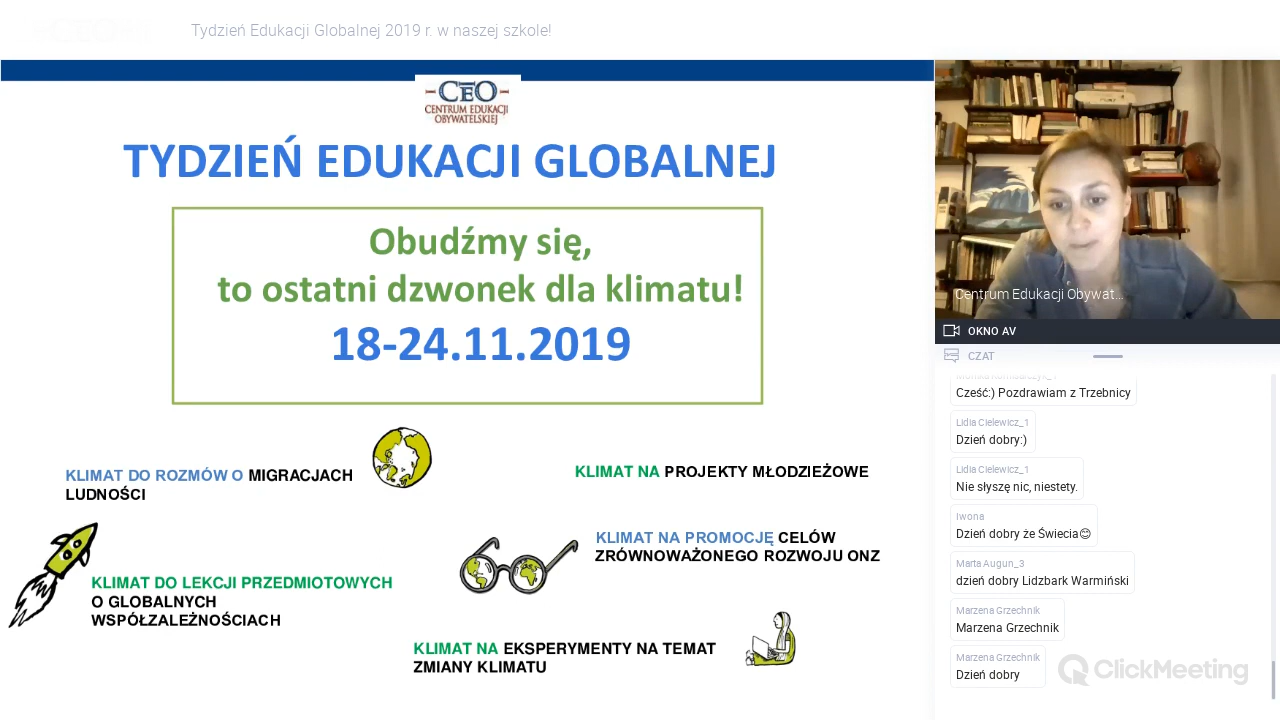 Tydzień Edukacji Globalnej 2019 r. w naszej szkole!
CEO
CENTRUM EDUKACJI
OBYWATELSKIEJ
TYDZIEŃ EDUKACJI GLOBALNEJ
Obudźmy się,
to ostatni dzwonek dla klimatu!
18-24.11.2019
KLIMAT DO ROZMÓW O MIGRACJACH
LUDNOŚCI
KLIMAT NA PROJEKTY MŁODZIEŻOWE
KLIMAT NA PROMOCJĘ CELÓW
ZRÓWNOWAŻONEGO ROZWOJU ONZ
KLIMAT DO LEKCJI PRZEDMIOTOWYCH
O GLOBALNYCH
WSPÓŁZALEŻNOŚCIACH
KLIMAT NA EKSPERYMENTY NA TEMAT
ZMIANY KLIMATU
Centrum Edukacji Obywat...
OKNO AV
CZAT
Cześć:) Pozdrawiam z Trzebnicy
Lidia Cielewicz_1
Dzień dobry:)
Lidia Cielewicz_1
Nie słyszę nic, niestety.
Iwona
Dzień dobry że Świecia😊
Marta Augun_3
dzień dobry Lidzbark Warmiński
Marzena Grzechnik
Marzena Grzechnik
Marzena Grzechnik
Dzień dobry
ClickMeeting